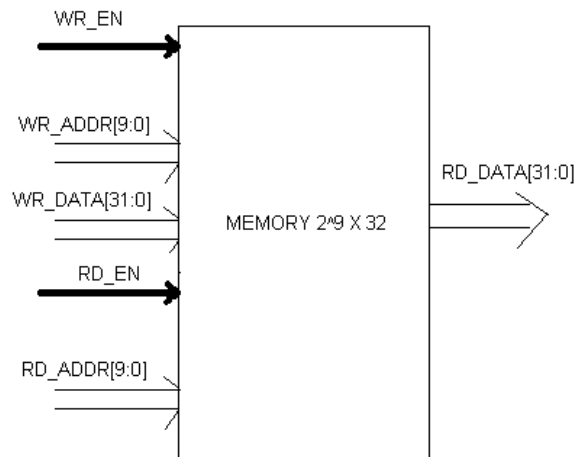 WR_EN
WR_ADDR[9:0]
WR_DATA[31:0]
RD_EN
RD_ADDR[9:0]
MEMORY 2^9 X 32
RD_DATA[31:0]